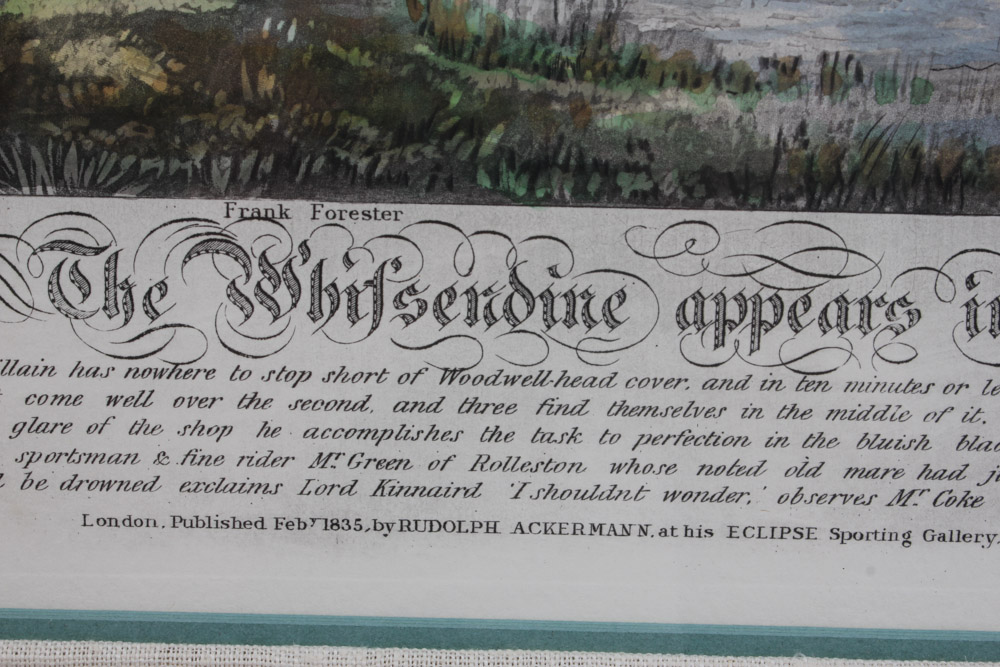 Frank Forester
The Whiſsendine appears in
illain has nowhere to stop short of Woodwell-head cover, and in ten minutes or le
come well over the second, and three find themselves in the middle of it.
glare of the shop he accomplishes the task to perfection in the bluish blac
sportsman & fine rider Mr. Green of Rolleston whose noted old mare had ju
be drowned exclaims Lord Kinnaird 'I shouldnt wonder,' observes Mr. Coke
London, Published Feby. 1835, by RUDOLPH ACKERMANN, at his ECLIPSE Sporting Gallery,